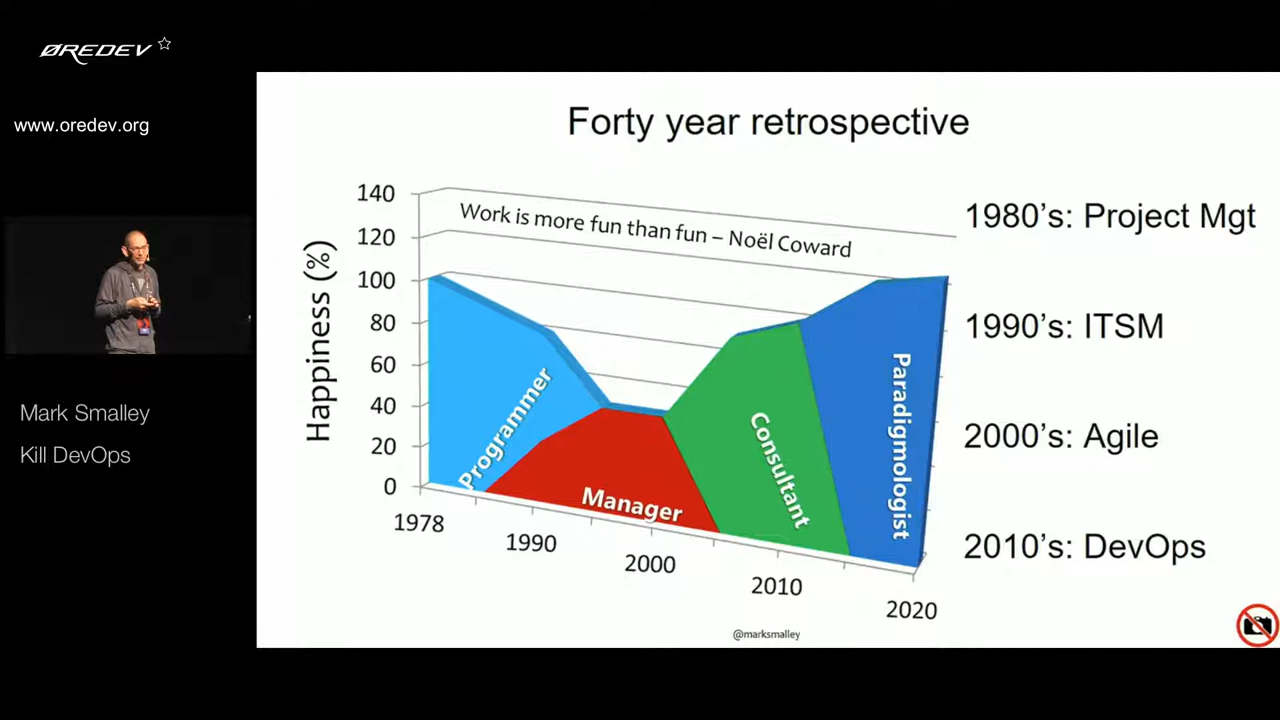 ØREDEV
www.oredev.org
Mark Smalley
Kill DevOps
Forty year retrospective
Happiness (%)
140
120
100
80
60
40
20
0
Work is more fun than fun – Noël Coward
Programmer
Manager
Consultant
Paradigmologist
1978
1990
2000
2010
2020
1980's: Project Mgt
1990's: ITSM
2000's: Agile
2010's: DevOps
@marksmalley